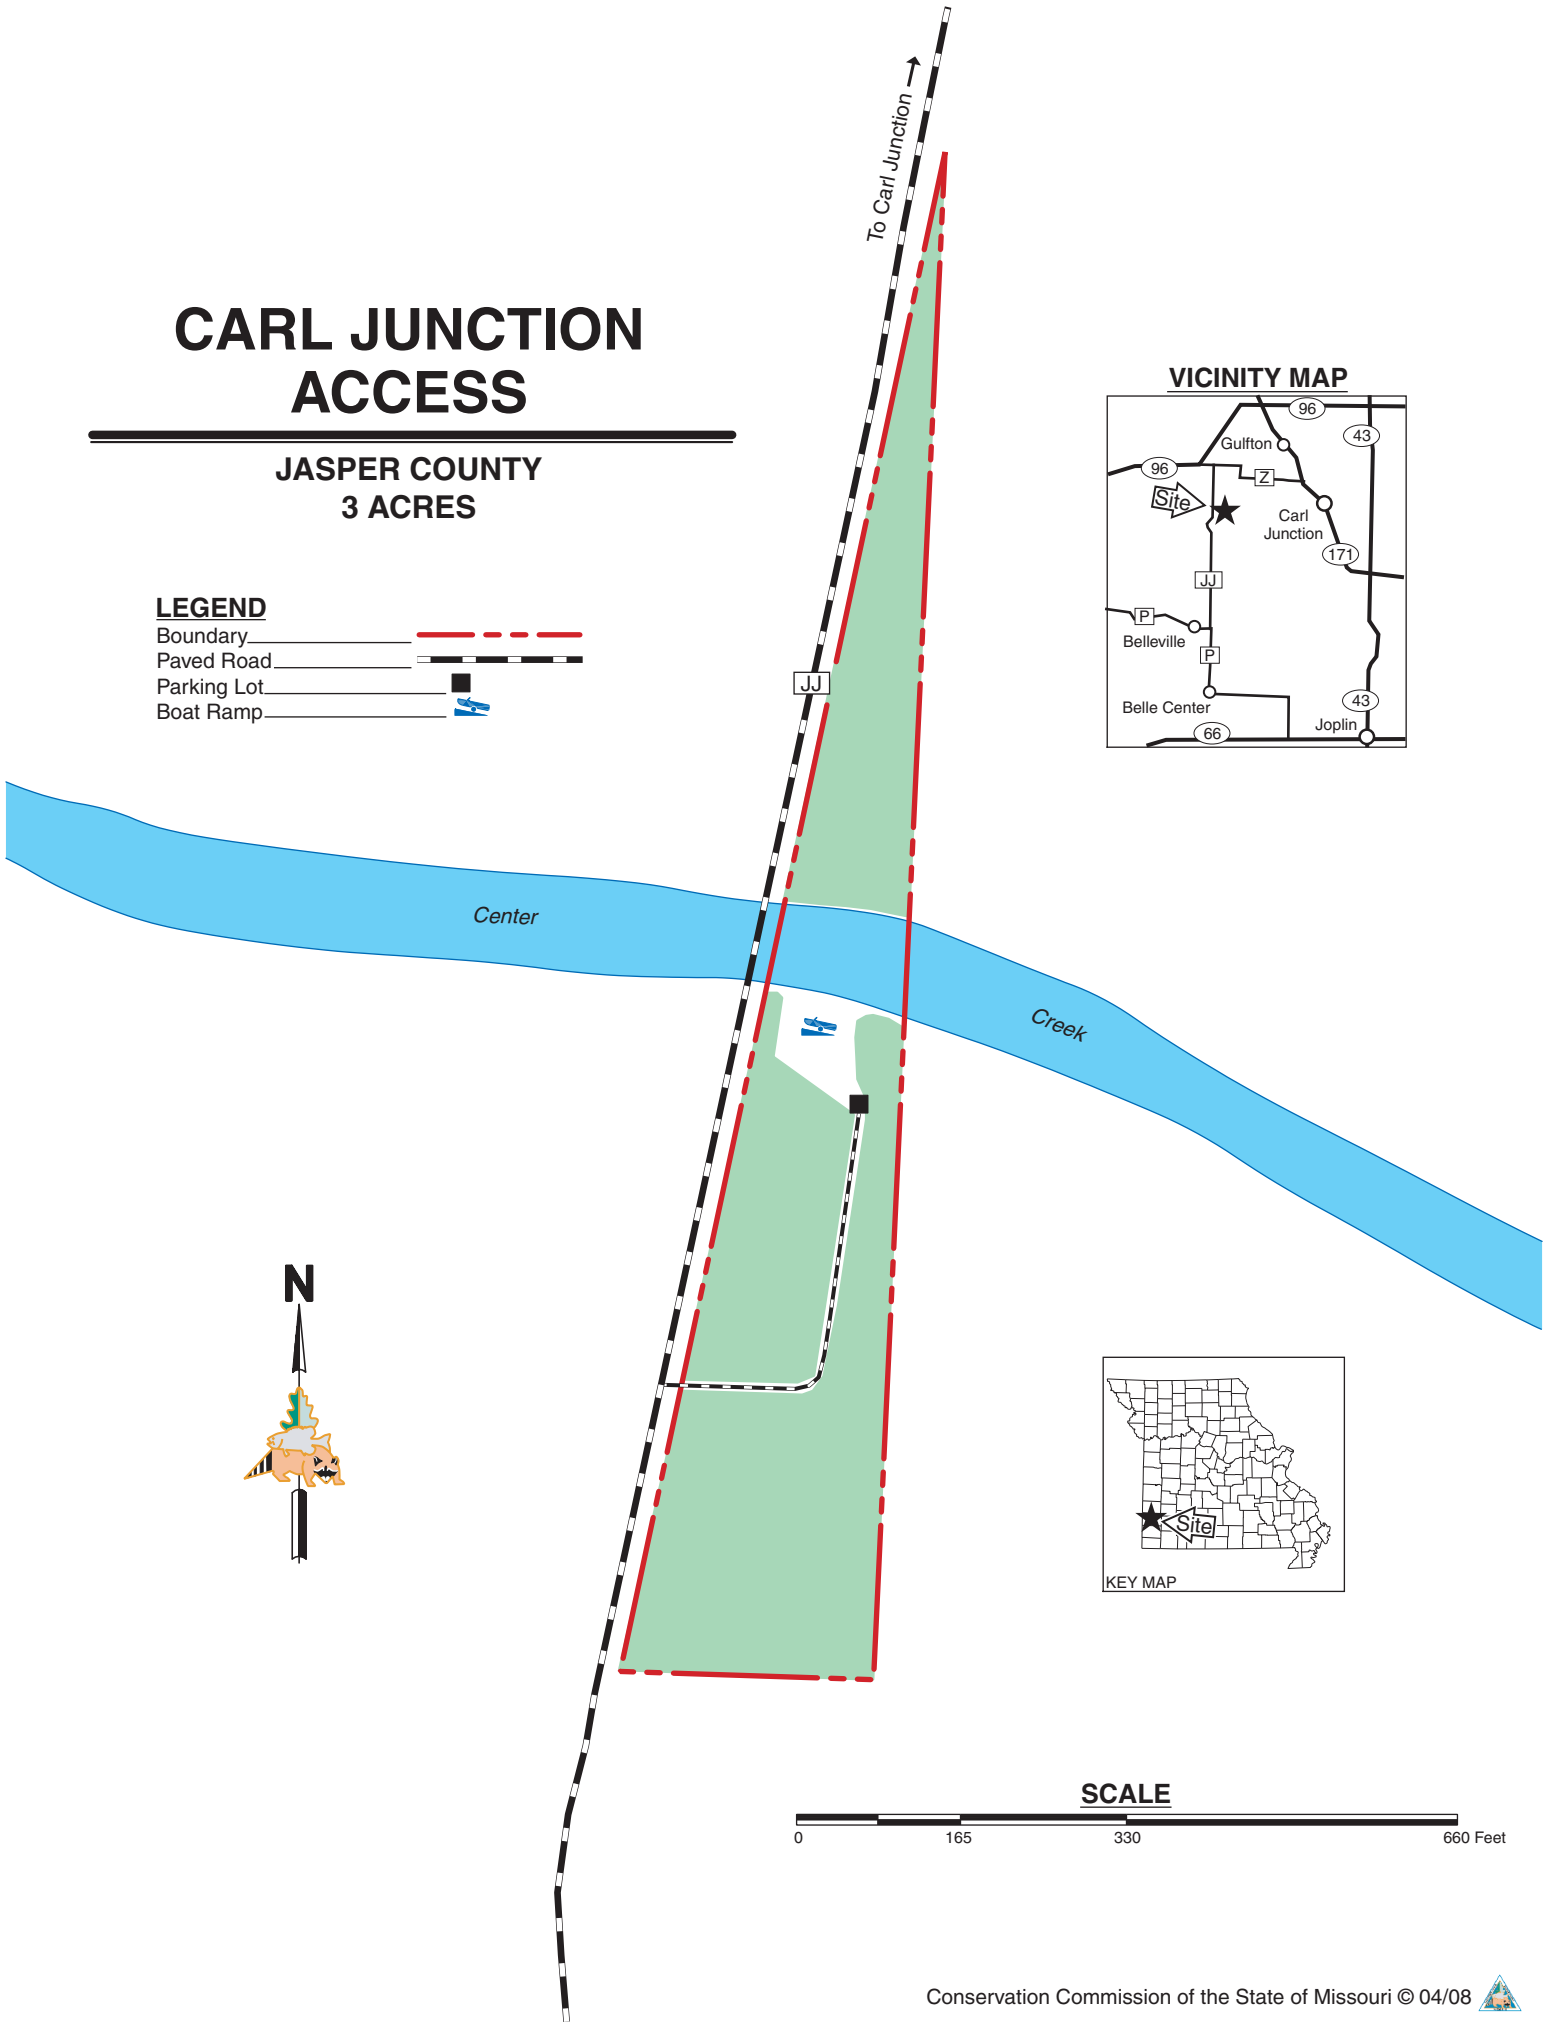 To Carl Junction
CARL JUNCTION
ACCESS
JASPER COUNTY
3 ACRES
LEGEND
Boundary
Paved Road
Parking Lot
Boat Ramp
VICINITY MAP
96
43
Gulfton
96
Z
Site
Carl
Junction
171
JJ
P
Belleville
P
Belle Center
43
Joplin
66
JJ
Center
Creek
N
Site
KEY MAP
SCALE
0 165 330 660 Feet
Conservation Commission of the State of Missouri © 04/08